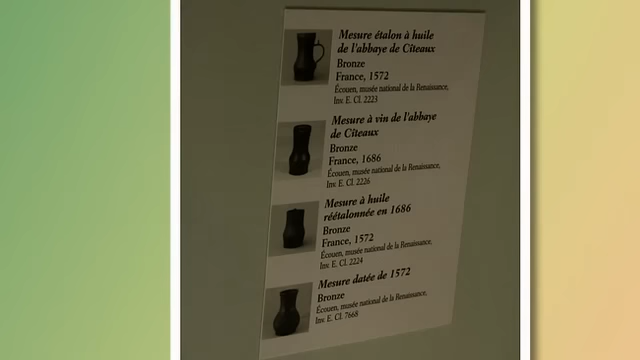 Mesure étalon à huile
de l'abbaye de Cîteaux
Bronze
France, 1572
Écouen, musée national de la Renaissance,
Inv. E. Cl. 2223
Mesure à vin de l'abbaye
de Cîteaux
Bronze
France, 1686
Écouen, musée national de la Renaissance,
Inv. E. Cl. 2226
Mesure à huile
réétalonnée en 1686
Bronze
France, 1572
Écouen, musée national de la Renaissance,
Inv. E. Cl. 2224
Mesure datée de 1572
Bronze
Écouen, musée national de la Renaissance,
Inv. E. Cl. 7668